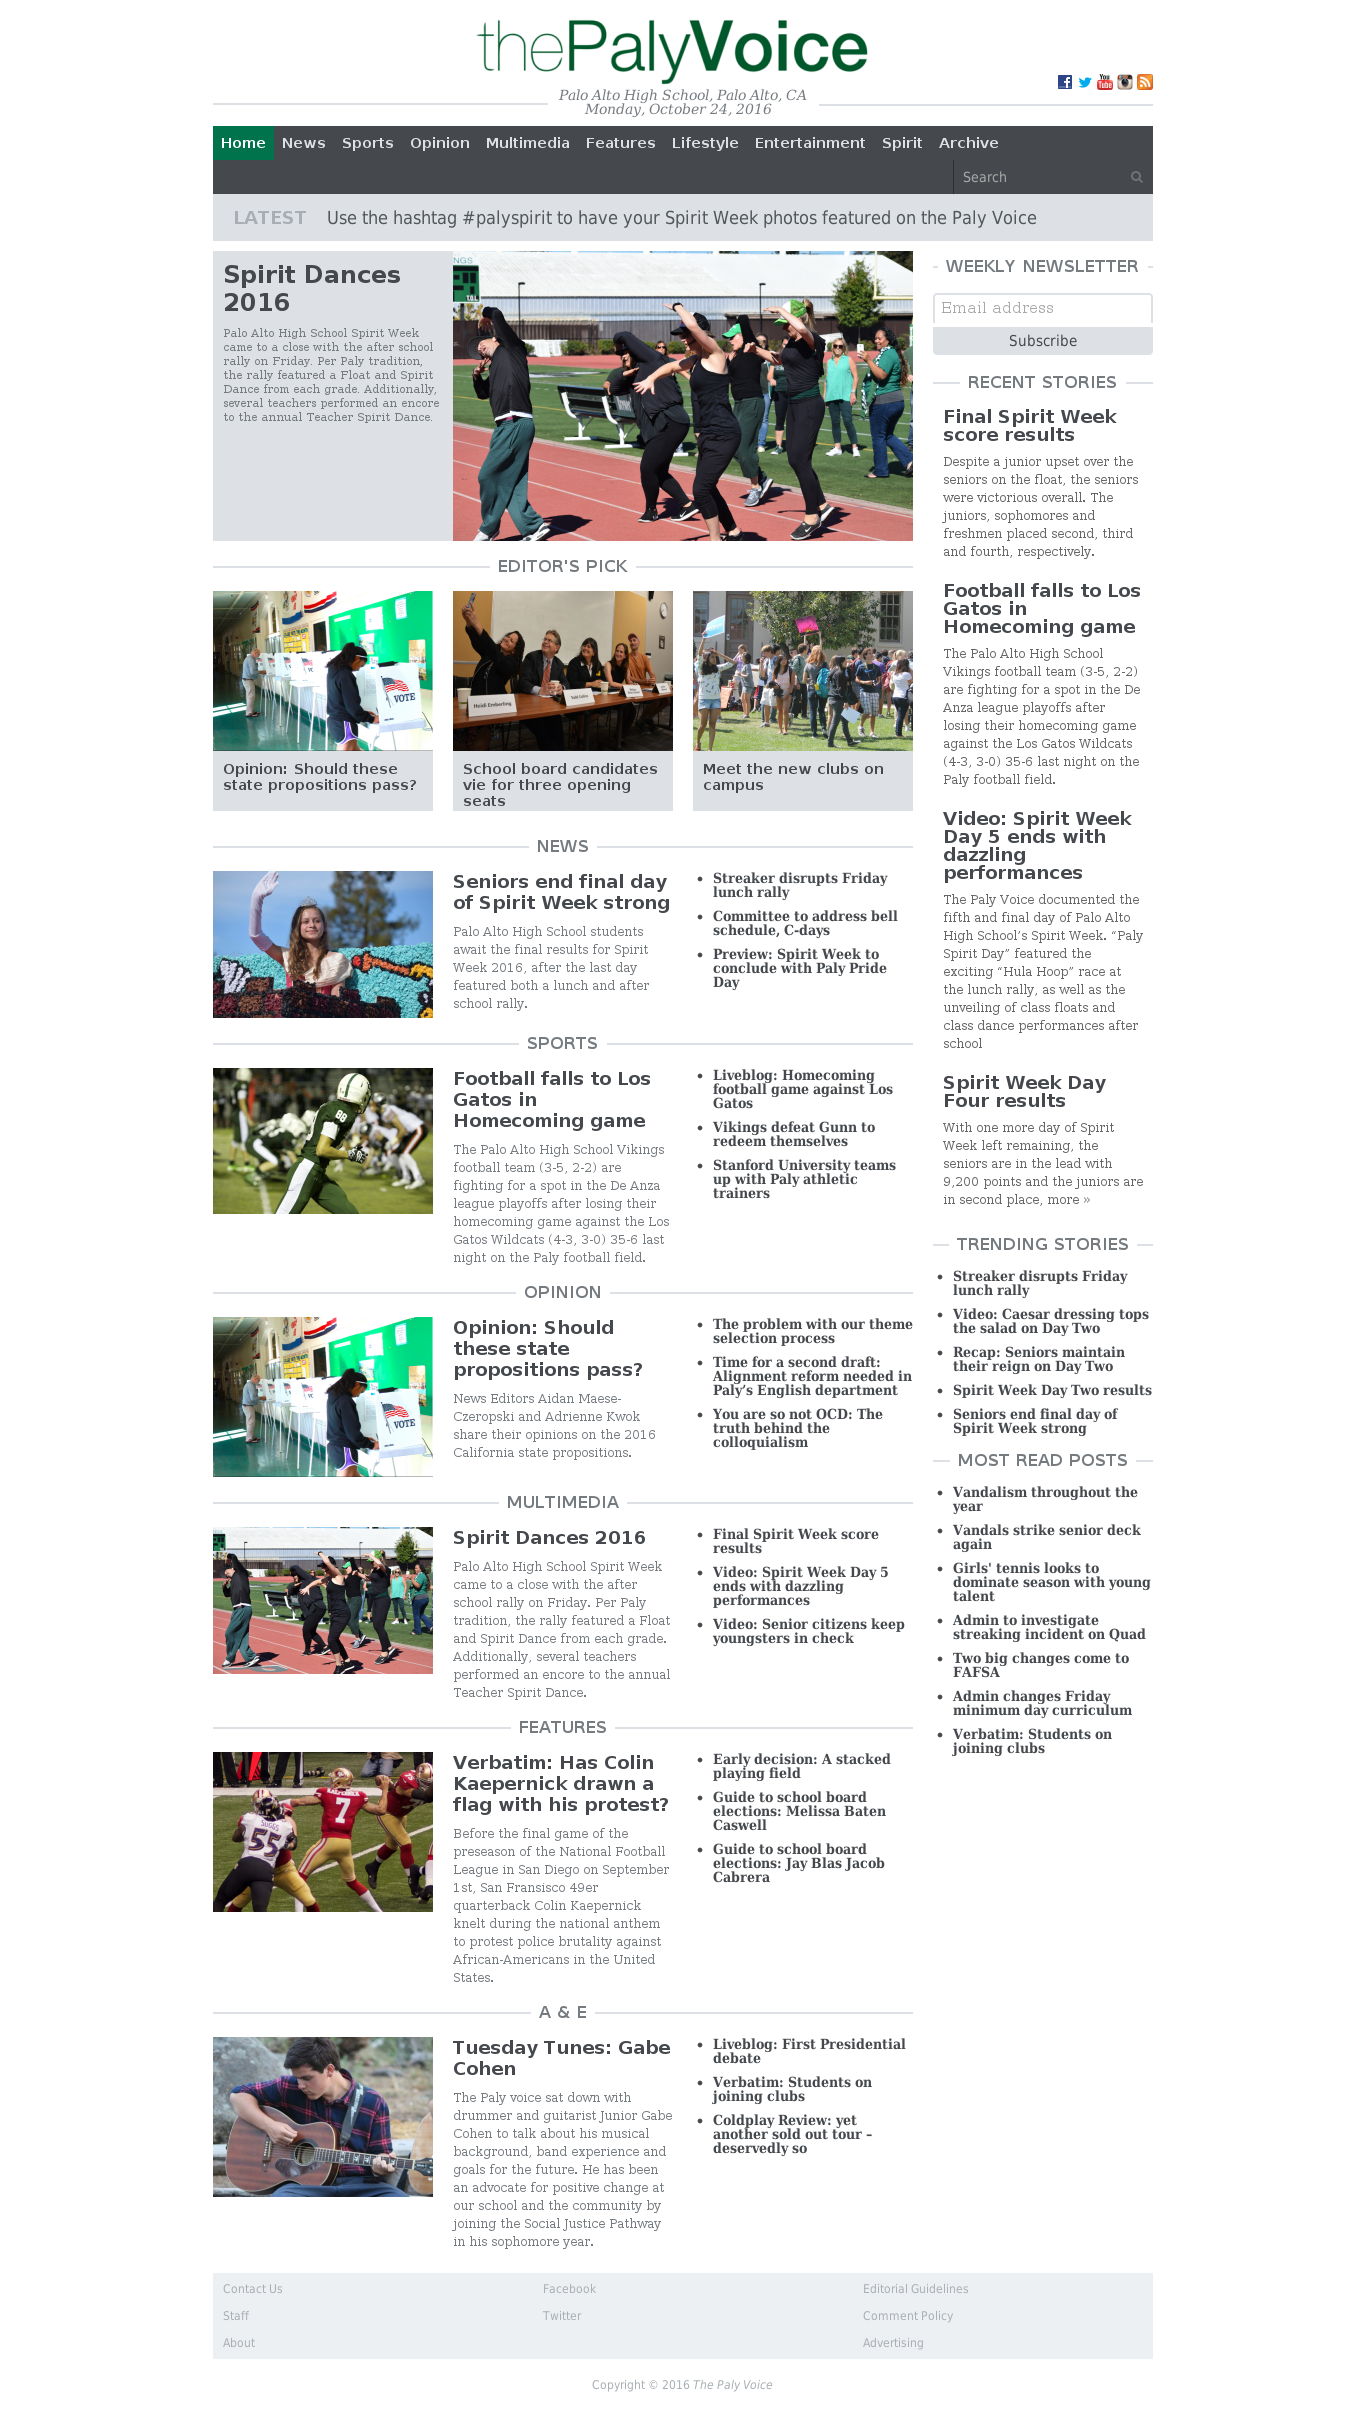 thePalyVoice
Palo Alto High School, Palo Alto, CA
Monday, October 24, 2016
Home News Sports Opinion Multimedia Features Lifestyle Entertainment Spirit Archive
Search
LATEST Use the hashtag #palyspirit to have your Spirit Week photos featured on the Paly Voice
Spirit Dances
2016
Palo Alto High School Spirit Week
came to a close with the after school
rally on Friday. Per Paly tradition,
the rally featured a Float and Spirit
Dance from each grade. Additionally,
several teachers performed an encore
to the annual Teacher Spirit Dance.
EDITOR'S PICK
VOTE
Heidi Emberling
Opinion: Should these
state propositions pass?
School board candidates
vie for three opening
seats
Meet the new clubs on
campus
NEWS
Seniors end final day
of Spirit Week strong
Palo Alto High School students
await the final results for Spirit
Week 2016, after the last day
featured both a lunch and after
school rally.
• Streaker disrupts Friday
lunch rally
• Committee to address bell
schedule, C-days
• Preview: Spirit Week to
conclude with Paly Pride
Day
SPORTS
88
Football falls to Los
Gatos in
Homecoming game
The Palo Alto High School Vikings
football team (3-5, 2-2) are
fighting for a spot in the De Anza
league playoffs after losing their
homecoming game against the Los
Gatos Wildcats (4-3, 3-0) 35-6 last
night on the Paly football field.
• Liveblog: Homecoming
football game against Los
Gatos
• Vikings defeat Gunn to
redeem themselves
• Stanford University teams
up with Paly athletic
trainers
OPINION
VOTE
Opinion: Should
these state
propositions pass?
News Editors Aidan Maese-
Czeropski and Adrienne Kwok
share their opinions on the 2016
California state propositions.
• The problem with our theme
selection process
• Time for a second draft:
Alignment reform needed in
Paly’s English department
• You are so not OCD: The
truth behind the
colloquialism
MULTIMEDIA
Spirit Dances 2016
Palo Alto High School Spirit Week
came to a close with the after
school rally on Friday. Per Paly
tradition, the rally featured a Float
and Spirit Dance from each grade.
Additionally, several teachers
performed an encore to the annual
Teacher Spirit Dance.
• Final Spirit Week score
results
• Video: Spirit Week Day 5
ends with dazzling
performances
• Video: Senior citizens keep
youngsters in check
FEATURES
7
55
Verbatim: Has Colin
Kaepernick drawn a
flag with his protest?
Before the final game of the
preseason of the National Football
League in San Diego on September
1st, San Fransisco 49er
quarterback Colin Kaepernick
knelt during the national anthem
to protest police brutality against
African-Americans in the United
States.
• Early decision: A stacked
playing field
• Guide to school board
elections: Melissa Baten
Caswell
• Guide to school board
elections: Jay Blas Jacob
Cabrera
A & E
Tuesday Tunes: Gabe
Cohen
The Paly voice sat down with
drummer and guitarist Junior Gabe
Cohen to talk about his musical
background, band experience and
goals for the future. He has been
an advocate for positive change at
our school and the community by
joining the Social Justice Pathway
in his sophomore year.
• Liveblog: First Presidential
debate
• Verbatim: Students on
joining clubs
• Coldplay Review: yet
another sold out tour –
deservedly so
WEEKLY NEWSLETTER
Email address
Subscribe
RECENT STORIES
Final Spirit Week
score results
Despite a junior upset over the
seniors on the float, the seniors
were victorious overall. The
juniors, sophomores and
freshmen placed second, third
and fourth, respectively.
Football falls to Los
Gatos in
Homecoming game
The Palo Alto High School
Vikings football team (3-5, 2-2)
are fighting for a spot in the De
Anza league playoffs after
losing their homecoming game
against the Los Gatos Wildcats
(4-3, 3-0) 35-6 last night on the
Paly football field.
Video: Spirit Week
Day 5 ends with
dazzling
performances
The Paly Voice documented the
fifth and final day of Palo Alto
High School’s Spirit Week. “Paly
Spirit Day” featured the
exciting “Hula Hoop” race at
the lunch rally, as well as the
unveiling of class floats and
class dance performances after
school
Spirit Week Day
Four results
With one more day of Spirit
Week left remaining, the
seniors are in the lead with
9,200 points and the juniors are
in second place, more »
TRENDING STORIES
• Streaker disrupts Friday
lunch rally
• Video: Caesar dressing tops
the salad on Day Two
• Recap: Seniors maintain
their reign on Day Two
• Spirit Week Day Two results
• Seniors end final day of
Spirit Week strong
MOST READ POSTS
• Vandalism throughout the
year
• Vandals strike senior deck
again
• Girls' tennis looks to
dominate season with young
talent
• Admin to investigate
streaking incident on Quad
• Two big changes come to
FAFSA
• Admin changes Friday
minimum day curriculum
• Verbatim: Students on
joining clubs
Contact Us Facebook Editorial Guidelines
Staff Twitter Comment Policy
About Advertising
Copyright © 2016 The Paly Voice